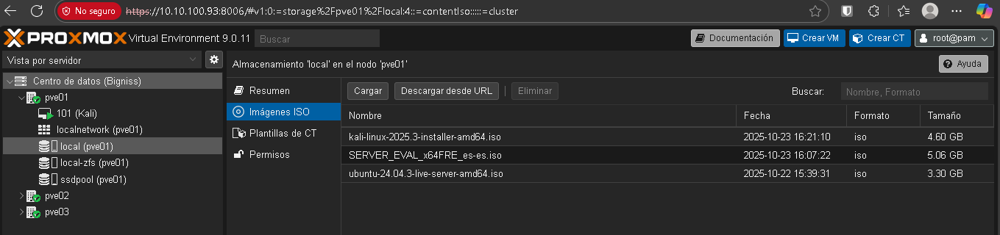 No seguro https://10.10.100.93:8006/#v1:0:=storage%2Fpve01%2Flocal:4::=contentIso:::::=cluster
PROXMOX Virtual Environment 9.0.11 Buscar Documentación Crear VM Crear CT root@pam
Vista por servidor
Almacenamiento 'local' en el nodo 'pve01' Ayuda
Centro de datos (Bigniss)
pve01
101 (Kali)
localnetwork (pve01)
local (pve01)
local-zfs (pve01)
ssdpool (pve01)
pve02
pve03
Resumen
Imágenes ISO
Plantillas de CT
Permisos
Cargar Descargar desde URL Eliminar Buscar: Nombre, Formato
Nombre Fecha Formato Tamaño
kali-linux-2025.3-installer-amd64.iso 2025-10-23 16:21:10 iso 4.60 GB
SERVER_EVAL_x64FRE_es-es.iso 2025-10-23 16:07:22 iso 5.06 GB
ubuntu-24.04.3-live-server-amd64.iso 2025-10-22 15:39:31 iso 3.30 GB